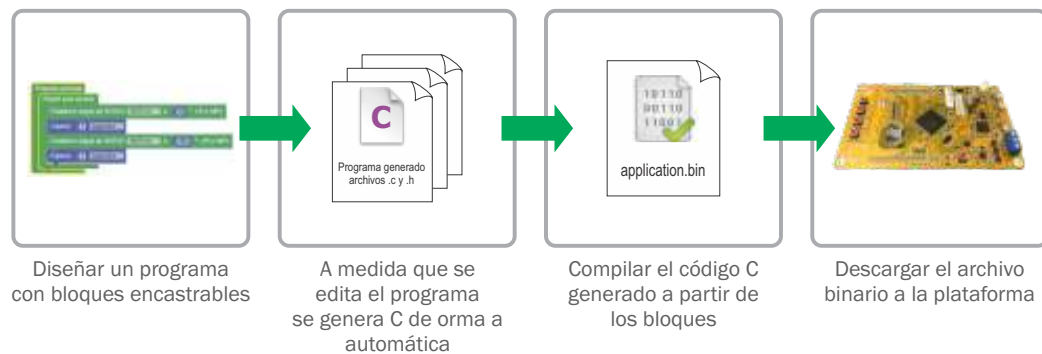 C
Programa generado
archivos .c y .h
10110
00110
11001
application.bin
Diseñar un programa
con bloques encastrables
A medida que se
edita el programa
se genera C de orma a
automática
Compilar el código C
generado a partir de
los bloques
Descargar el archivo
binario a la plataforma